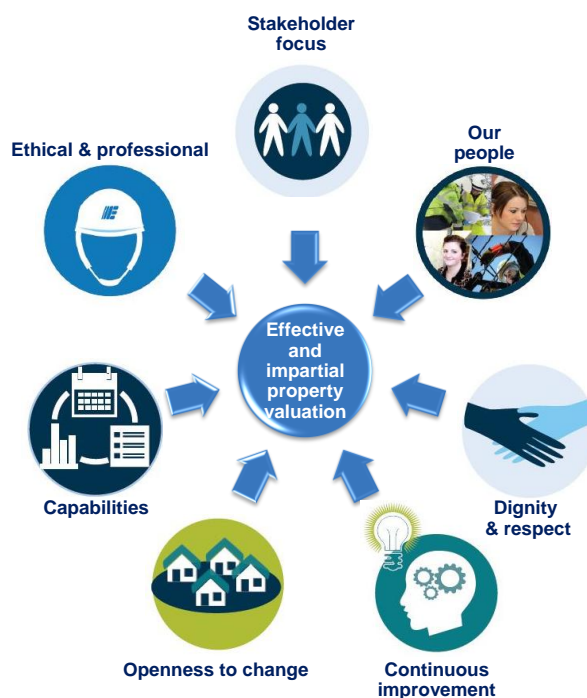 Stakeholder
focus
Ethical & professional
Our
people
Effective
and
impartial
property
valuation
Capabilities
Dignity
& respect
Openness to change
Continuous
improvement